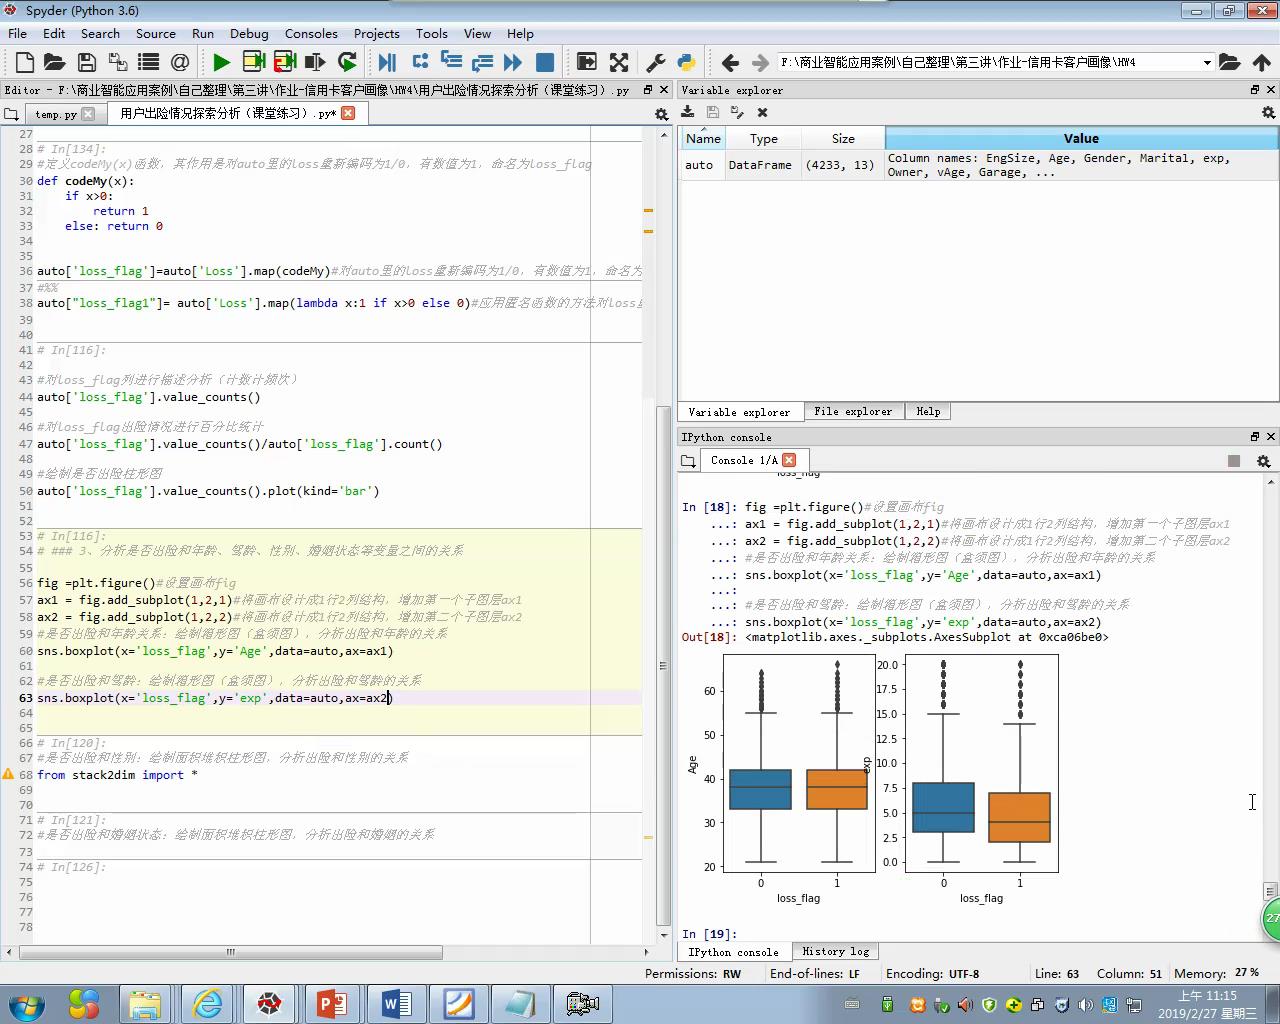 Spyder (Python 3.6)
File Edit Search Source Run Debug Consoles Projects Tools View Help
F:\商业智能应用案例\自己整理\第三讲\作业-信用卡客户画像\HW4
Editor - F:\商业智能应用案例\自己整理\第三讲\作业-信用卡客户画像\HW4\用户出险情况探索分析（课堂练习）.py
temp.py
用户出险情况探索分析（课堂练习）.py*
27
28 # In[134]:
29 #定义codeMy(x)函数，其作用是对auto里的loss重新编码为1/0，有数值为1，命名为loss_flag
30 def codeMy(x):
31 if x>0:
32 return 1
33 else: return 0
34
35
36 auto['loss_flag']=auto['Loss'].map(codeMy)#对auto里的loss重新编码为1/0，有数值为1，命名为
37 #%%
38 auto["loss_flag1"]= auto['Loss'].map(lambda x:1 if x>0 else 0)#应用匿名函数的方法对loss重
39
40
41 # In[116]:
42
43 #对loss_flag列进行描述分析（计数计频次）
44 auto['loss_flag'].value_counts()
45
46 #对loss_flag出险情况进行百分比统计
47 auto['loss_flag'].value_counts()/auto['loss_flag'].count()
48
49 #绘制是否出险柱形图
50 auto['loss_flag'].value_counts().plot(kind='bar')
51
52
53 # In[116]:
54 # ### 3、分析是否出险和年龄、驾龄、性别、婚姻状态等变量之间的关系
55
56 fig =plt.figure()#设置画布fig
57 ax1 = fig.add_subplot(1,2,1)#将画布设计成1行2列结构，增加第一个子图层ax1
58 ax2 = fig.add_subplot(1,2,2)#将画布设计成1行2列结构，增加第二个子图层ax2
59 #是否出险和年龄关系：绘制箱形图（盒须图），分析出险和年龄的关系
60 sns.boxplot(x='loss_flag',y='Age',data=auto,ax=ax1)
61
62 #是否出险和驾龄：绘制箱形图（盒须图），分析出险和驾龄的关系
63 sns.boxplot(x='loss_flag',y='exp',data=auto,ax=ax2)
64
65
66 # In[120]:
67 #是否出险和性别：绘制面积堆积柱形图，分析出险和性别的关系
68 from stack2dim import *
69
70
71 # In[121]:
72 #是否出险和婚姻状态：绘制面积堆积柱形图，分析出险和婚姻的关系
73
74 # In[126]:
75
76
77
78
Variable explorer
Name Type Size Value
auto DataFrame (4233, 13) Column names: EngSize, Age, Gender, Marital, exp,
Owner, vAge, Garage, ...
Variable explorer File explorer Help
IPython console
Console 1/A
loss_flag
In [18]: fig =plt.figure()#设置画布fig
...: ax1 = fig.add_subplot(1,2,1)#将画布设计成1行2列结构，增加第一个子图层ax1
...: ax2 = fig.add_subplot(1,2,2)#将画布设计成1行2列结构，增加第二个子图层ax2
...: #是否出险和年龄关系：绘制箱形图（盒须图），分析出险和年龄的关系
...: sns.boxplot(x='loss_flag',y='Age',data=auto,ax=ax1)
...:
...: #是否出险和驾龄：绘制箱形图（盒须图），分析出险和驾龄的关系
...: sns.boxplot(x='loss_flag',y='exp',data=auto,ax=ax2)
Out[18]: <matplotlib.axes._subplots.AxesSubplot at 0xca06be0>
60
50
40
30
20
Age
0 1
loss_flag
20.0
17.5
15.0
12.5
10.0
7.5
5.0
2.5
0.0
exp
0 1
loss_flag
In [19]:
27
IPython console History log
Permissions: RW End-of-lines: LF Encoding: UTF-8 Line: 63 Column: 51 Memory: 27 %
上午 11:15
2019/2/27 星期三